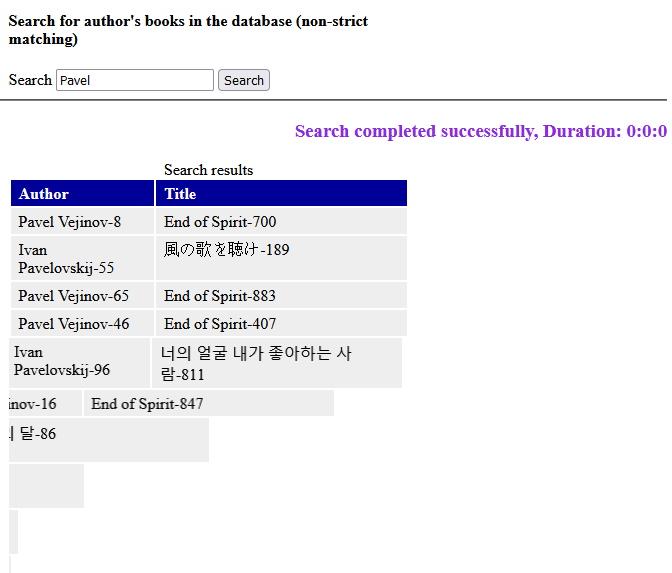 Search for author's books in the database (non-strict
matching)
Search Pavel Search
Search completed successfully, Duration: 0:0:0
Search results
Author Title
Pavel Vejinov-8 End of Spirit-700
Ivan 風の歌を聴け-189
Pavelovskij-55
Pavel Vejinov-65 End of Spirit-883
Pavel Vejinov-46 End of Spirit-407
Ivan 너의 얼굴 내가 좋아하는 사
Pavelovskij-96 람-811
inov-16 End of Spirit-847
달-86